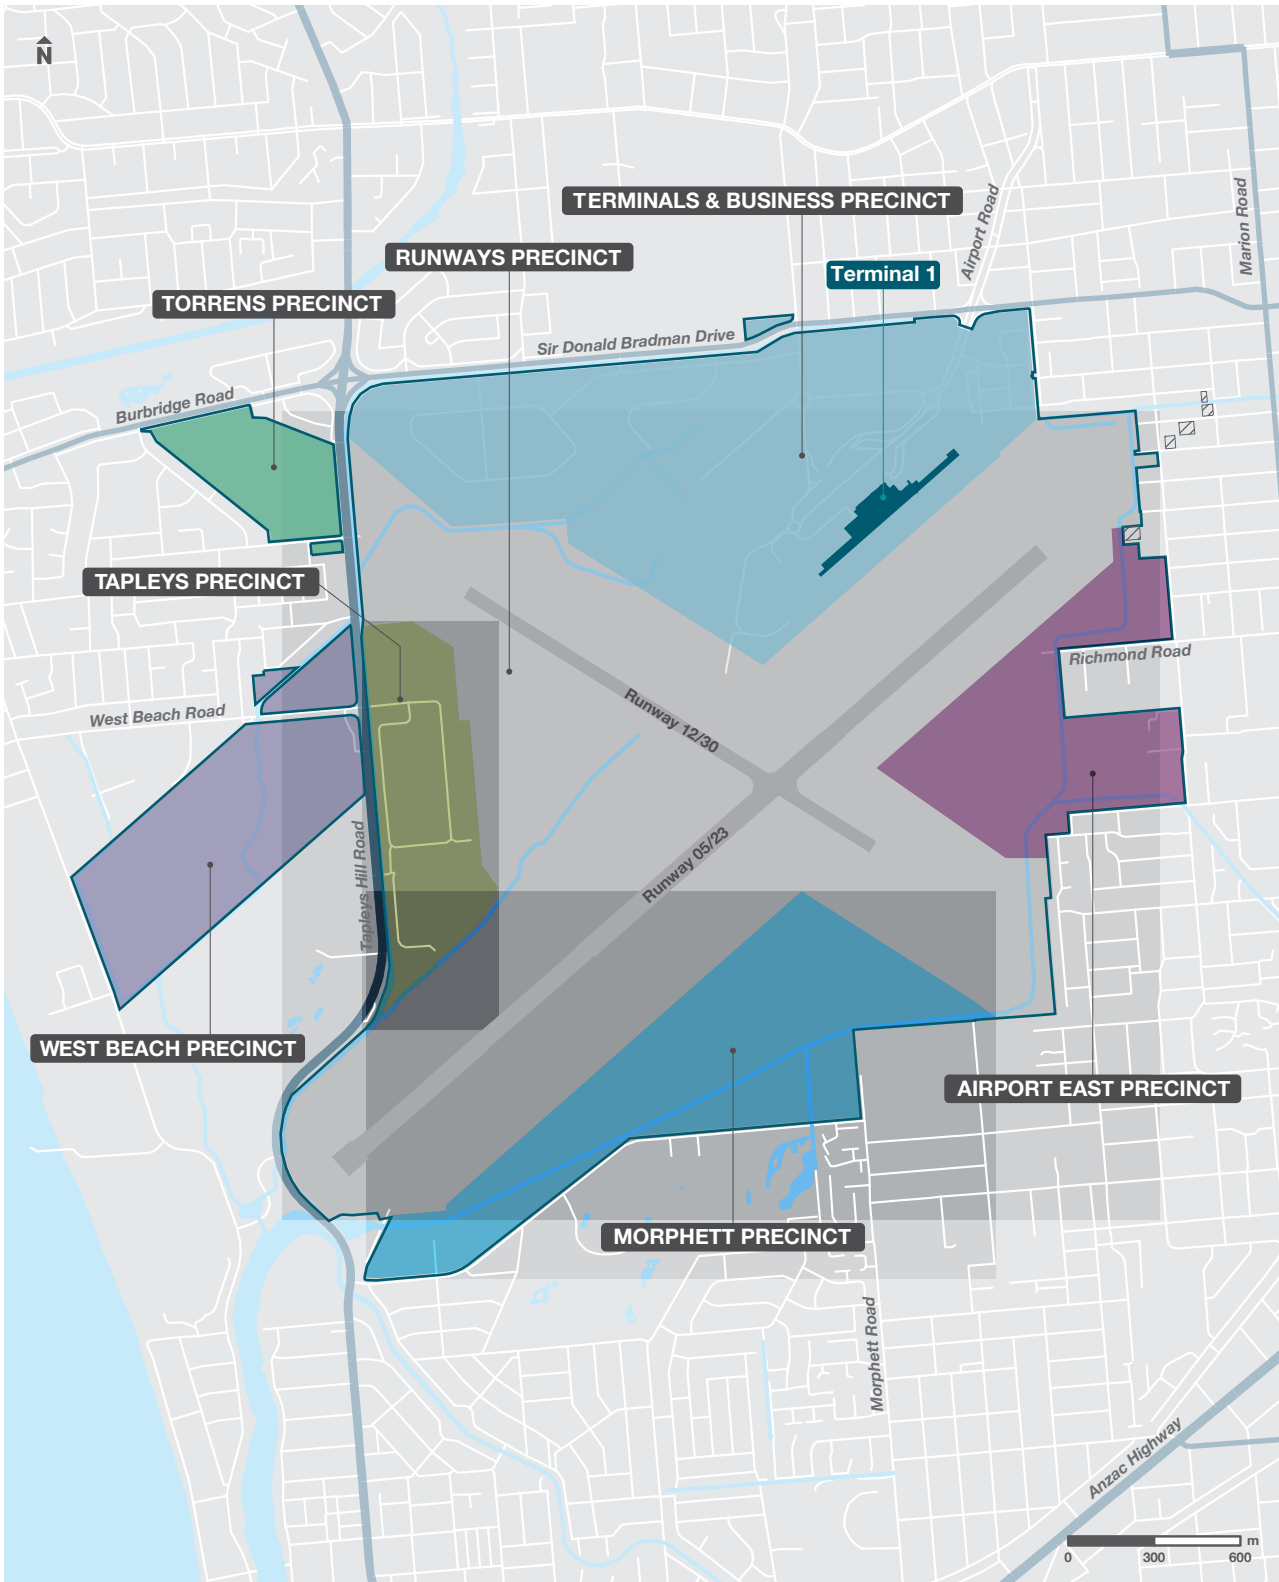 N
TERMINALS & BUSINESS PRECINCT
Airport Road
Marion Road
RUNWAYS PRECINCT
Terminal 1
TORRENS PRECINCT
Sir Donald Bradman Drive
Burbridge Road
TAPLEYS PRECINCT
Richmond Road
West Beach Road
Runway 12/30
Runway 05/23
Tapleys Hill Road
WEST BEACH PRECINCT
AIRPORT EAST PRECINCT
MORPHETT PRECINCT
Morphett Road
Anzac Highway
m
0 300 600